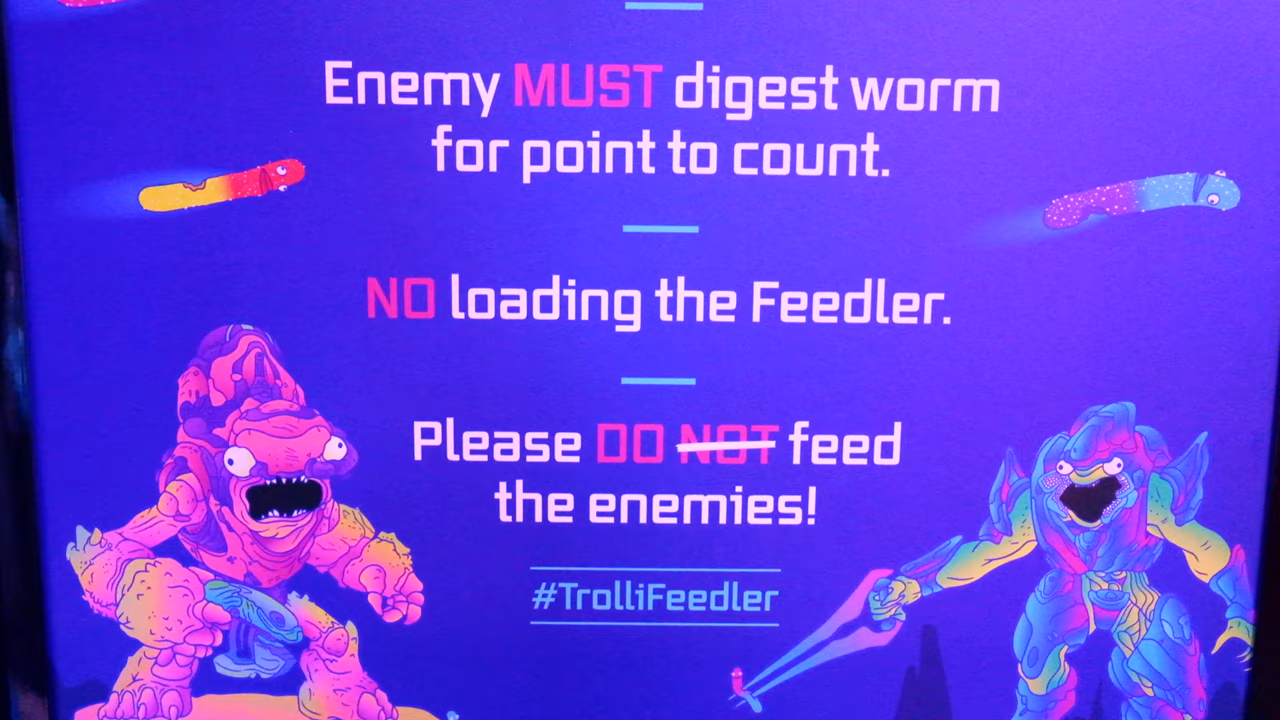 Enemy MUST digest worm
for point to count.
NO loading the Feedler.
Please DO NOT feed
the enemies!
#TrolliFeedler